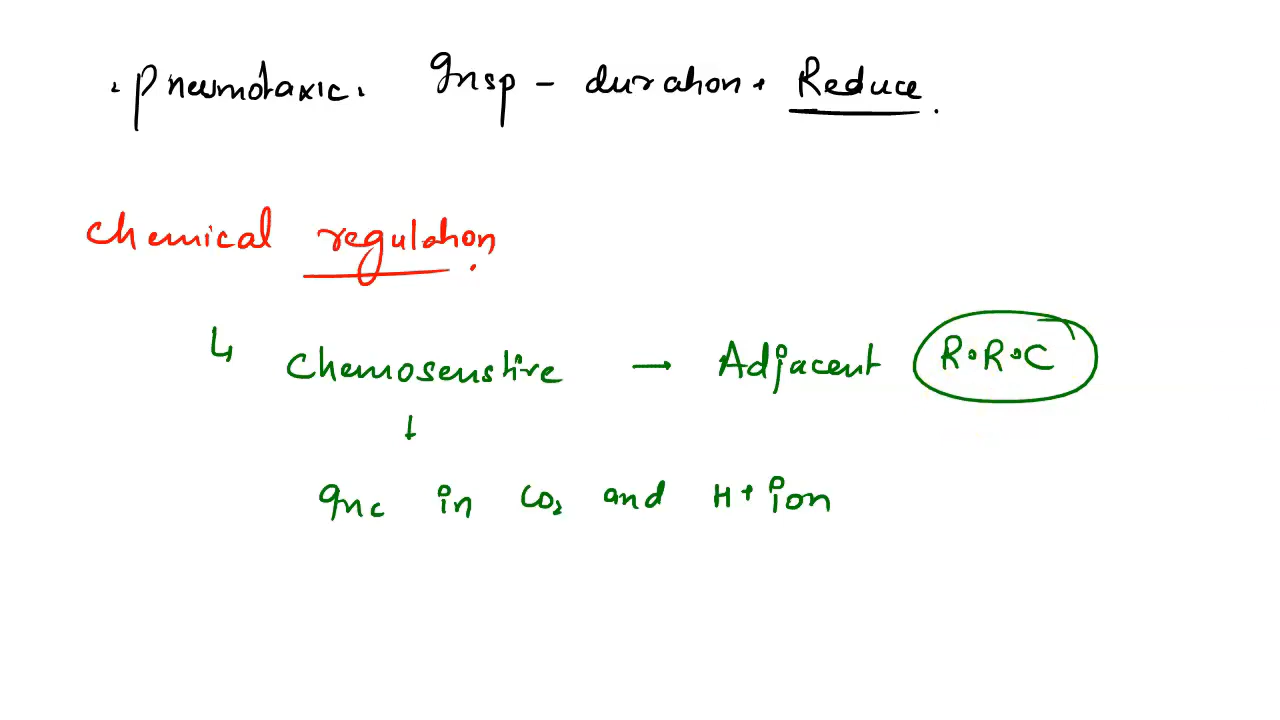 . Pneumotaxic. Insp - duration. Reduce.
Chemical regulation.
↳ Chemosenstive → Adjacent R.R.C
↓
Inc in CO₂ and H+ ion